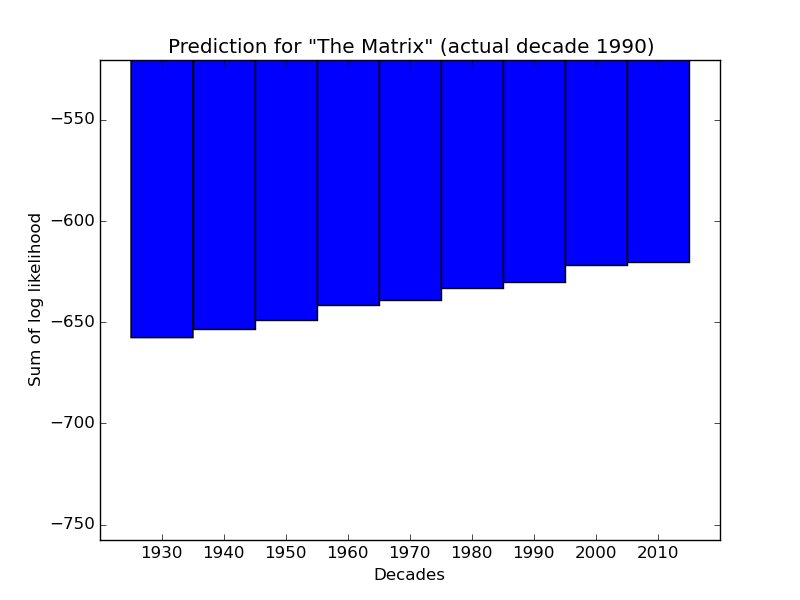 Prediction for "The Matrix" (actual decade 1990)
−550
−600
−650
−700
−750
Sum of log likelihood
1930 1940 1950 1960 1970 1980 1990 2000 2010
Decades